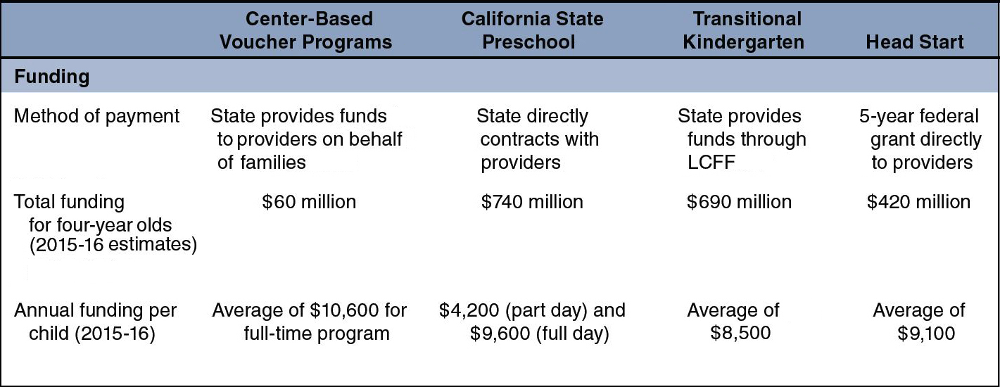 Center-Based Voucher Programs
California State Preschool
Transitional Kindergarten
Head Start
Funding
Method of payment
State provides funds
to providers on behalf
of families
State directly
contracts with
providers
State provides
funds through
LCFF
5-year federal
grant directly
to providers
Total funding
for four-year olds
(2015-16 estimates)
$60 million
$740 million
$690 million
$420 million
Annual funding per
child (2015-16)
Average of $10,600 for
full-time program
$4,200 (part day) and
$9,600 (full day)
Average of
$8,500
Average of
$9,100